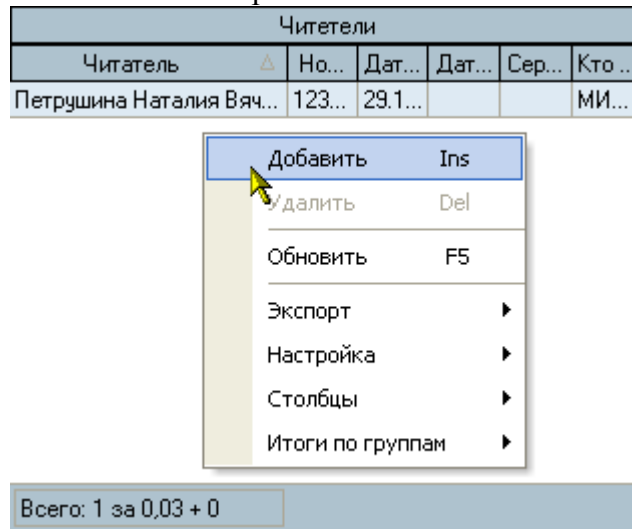 Читетели
Читатель Но... Дат... Дат... Сер... Кто ..
Петрушина Наталия Вяч... 123... 29.1... МИ...
Добавить Ins
Удалить Del
Обновить F5
Экспорт
Настройка
Столбцы
Итоги по группам
Всего: 1 за 0,03 + 0